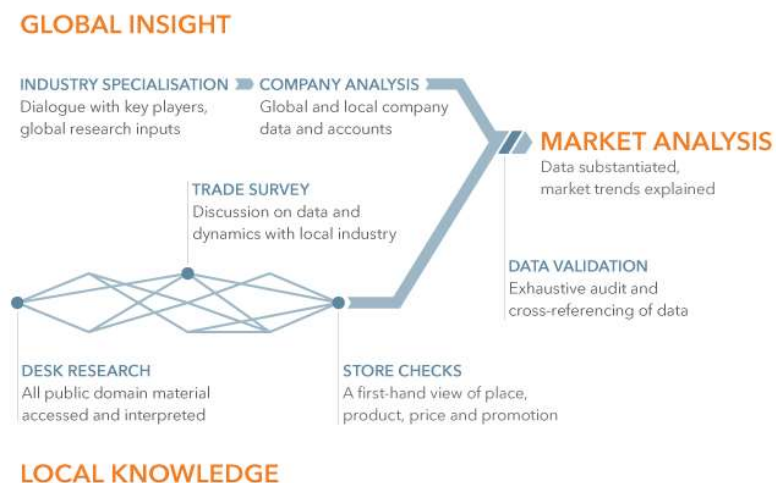 GLOBAL INSIGHT
INDUSTRY SPECIALISATION
Dialogue with key players,
global research inputs
COMPANY ANALYSIS
Global and local company
data and accounts
MARKET ANALYSIS
Data substantiated,
market trends explained
TRADE SURVEY
Discussion on data and
dynamics with local industry
DATA VALIDATION
Exhaustive audit and
cross-referencing of data
DESK RESEARCH
All public domain material
accessed and interpreted
STORE CHECKS
A first-hand view of place,
product, price and promotion
LOCAL KNOWLEDGE